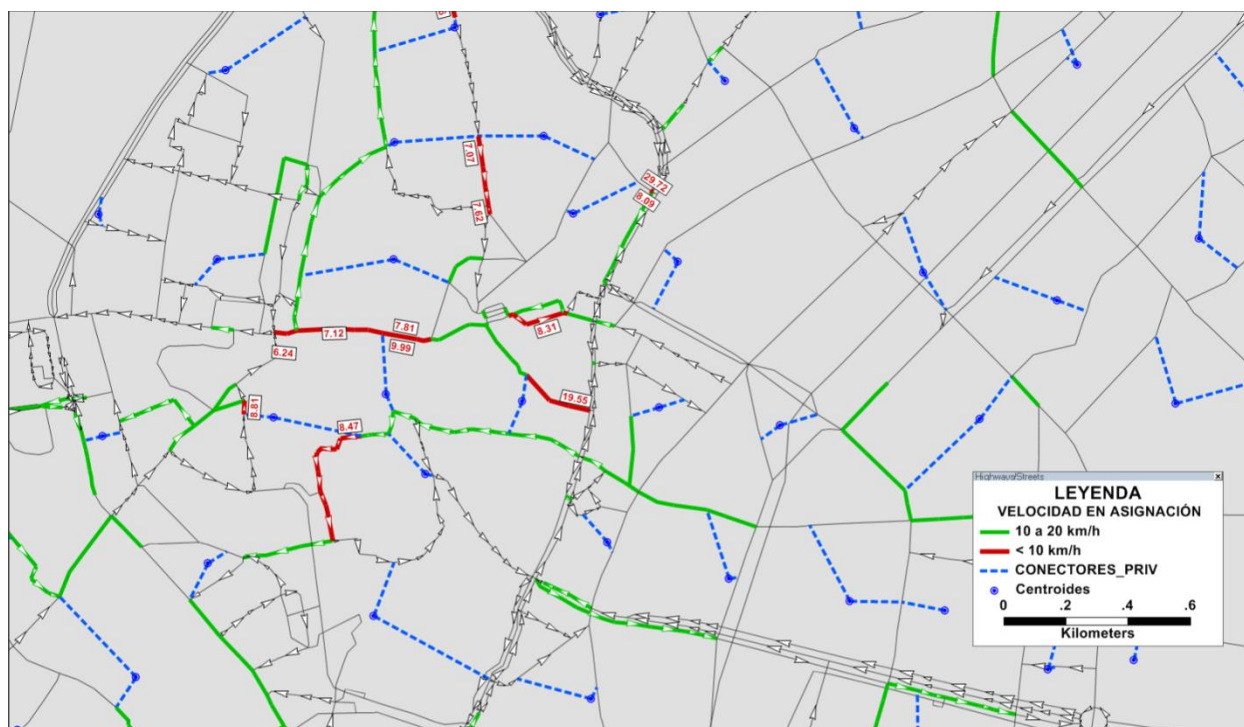 7.07
7.62
29.72
8.09
7.81
7.12
9.99
6.24
8.31
19.55
8.81
8.47
Highways/Streets
LEYENDA
VELOCIDAD EN ASIGNACIÓN
10 a 20 km/h
< 10 km/h
CONECTORES_PRIV
Centroides
0 .2 .4 .6
Kilometers